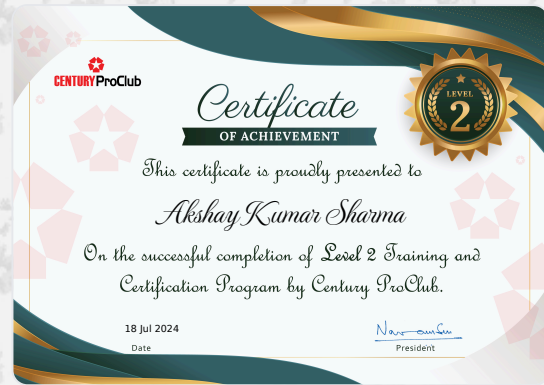 CENTURY ProClub
Certificate
OF ACHIEVEMENT
LEVEL
2
This certificate is proudly presented to
Akshay Kumar Sharma
On the successful completion of Level 2 Training and
Certification Program by Century ProClub.
18 Jul 2024
Date
President